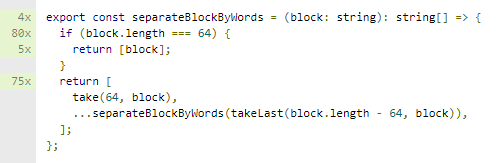 4x export const separateBlockByWords = (block: string): string[] => {
80x if (block.length === 64) {
5x return [block];
}
75x return [
take(64, block),
...separateBlockByWords(takeLast(block.length - 64, block)),
];
};